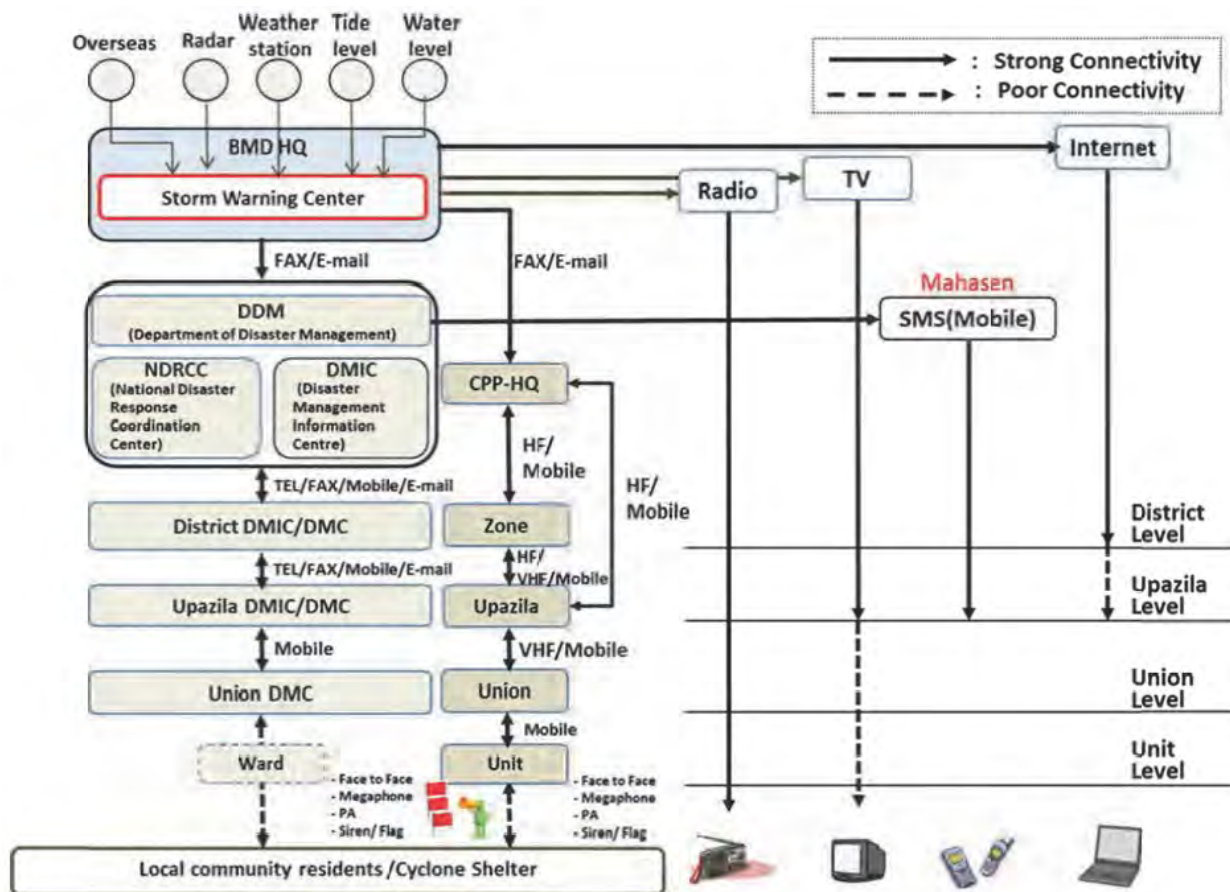 Overseas
Radar
Weather
station
Tide
level
Water
level
: Strong Connectivity
: Poor Connectivity
BMD HQ
Storm Warning Center
Internet
TV
Radio
FAX/E-mail
FAX/E-mail
Mahasen
SMS(Mobile)
DDM
(Department of Disaster Management)
NDRCC
(National Disaster
Response
Coordination
Center)
DMIC
(Disaster
Management
Information
Centre)
CPP-HQ
HF/
Mobile
HF/
Mobile
TEL/FAX/Mobile/E-mail
District DMIC/DMC
Zone
District
Level
TEL/FAX/Mobile/E-mail
HF/
VHF/Mobile
Upazila DMIC/DMC
Upazila
Upazila
Level
Mobile
VHF/Mobile
Union DMC
Union
Union
Level
Mobile
Ward
Unit
Unit
Level
- Face to Face
- Megaphone
- PA
- Siren/ Flag
- Face to Face
- Megaphone
- PA
- Siren/ Flag
Local community residents /Cyclone Shelter